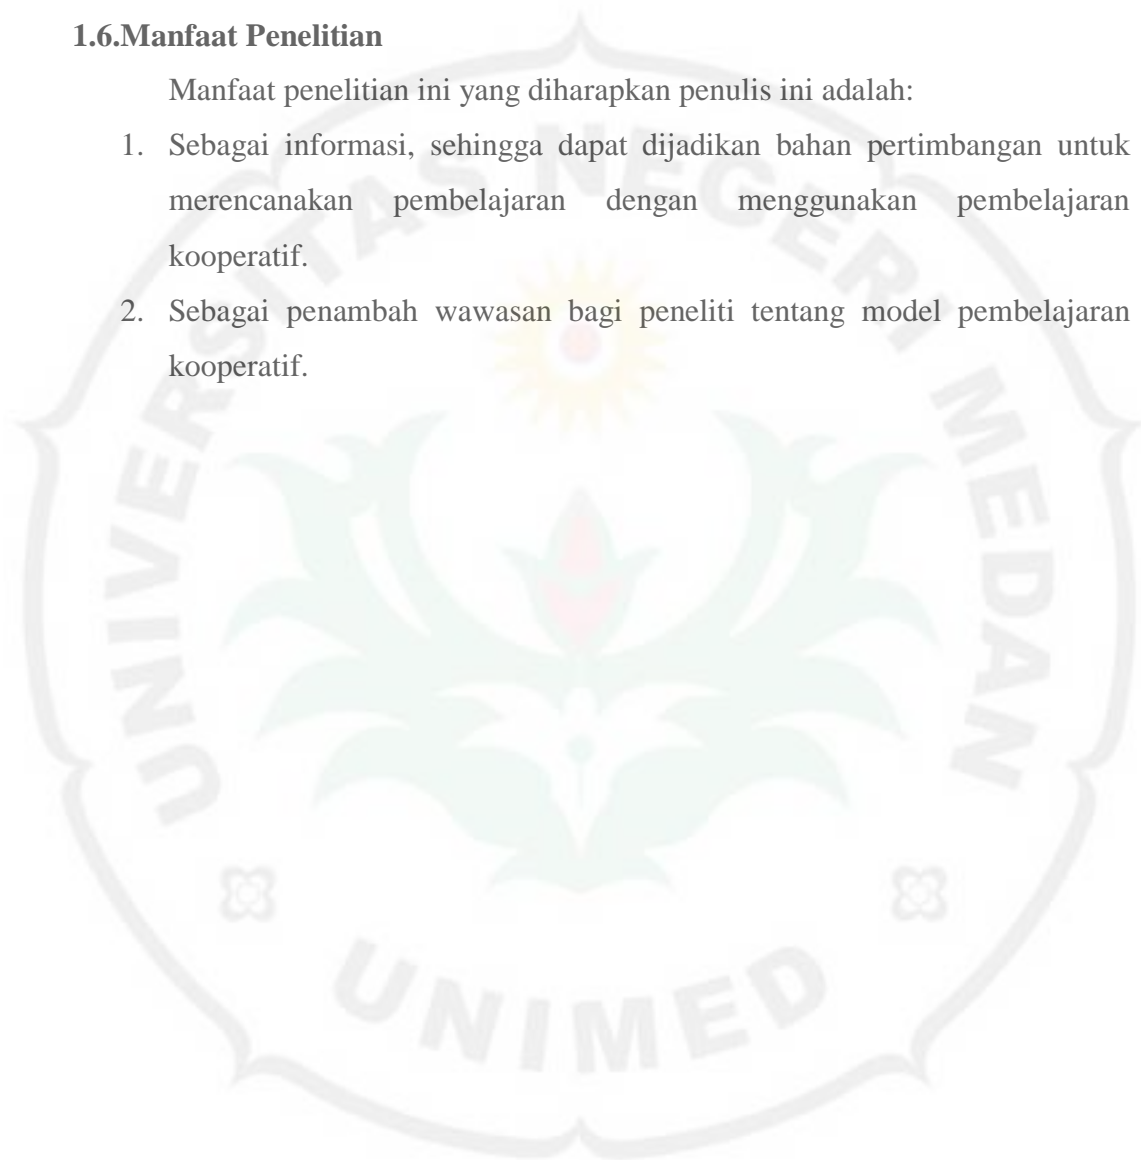 1.6.Manfaat Penelitian
Manfaat penelitian ini yang diharapkan penulis ini adalah:
1. Sebagai informasi, sehingga dapat dijadikan bahan pertimbangan untuk
merencanakan pembelajaran dengan menggunakan pembelajaran
kooperatif.
2. Sebagai penambah wawasan bagi peneliti tentang model pembelajaran
kooperatif.
UNIVERSITAS NEGERI MEDAN
UNIMED